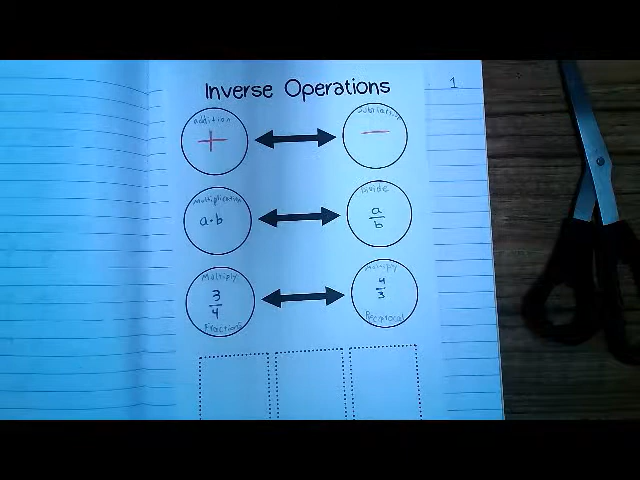 Inverse Operations
1
addition
+
Subtraction
−
Multiplication
a·b
Divide
a
b
Multiply
3
4
Fractions
Multiply
4
3
Reciprocal